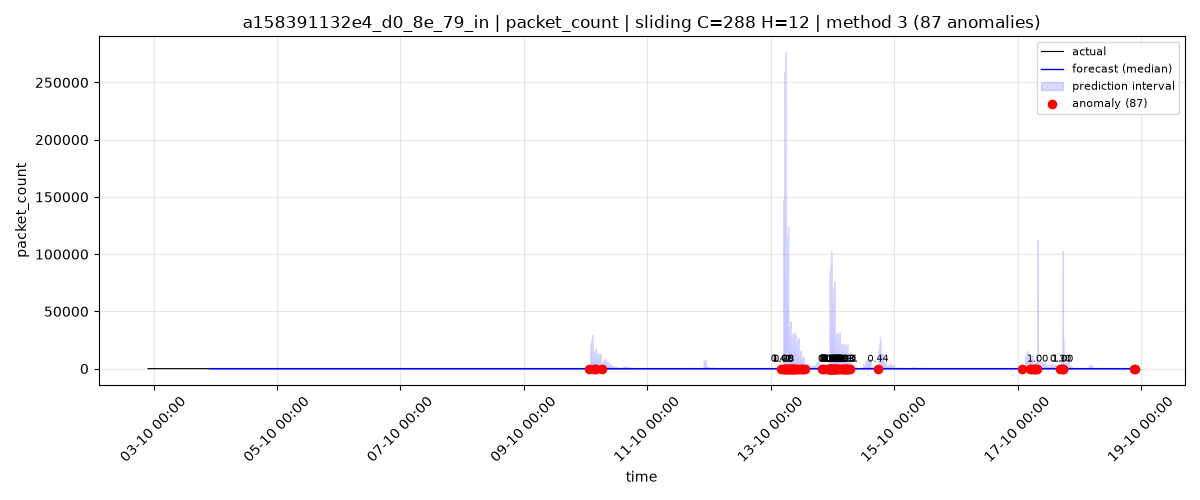 a158391132e4_d0_8e_79_in | packet_count | sliding C=288 H=12 | method 3 (87 anomalies)
actual
forecast (median)
prediction interval
anomaly (87)
packet_count
250000
200000
150000
100000
50000
0
0.44
1.00
1.00
03-10 00:00
05-10 00:00
07-10 00:00
09-10 00:00
11-10 00:00
13-10 00:00
15-10 00:00
17-10 00:00
19-10 00:00
time